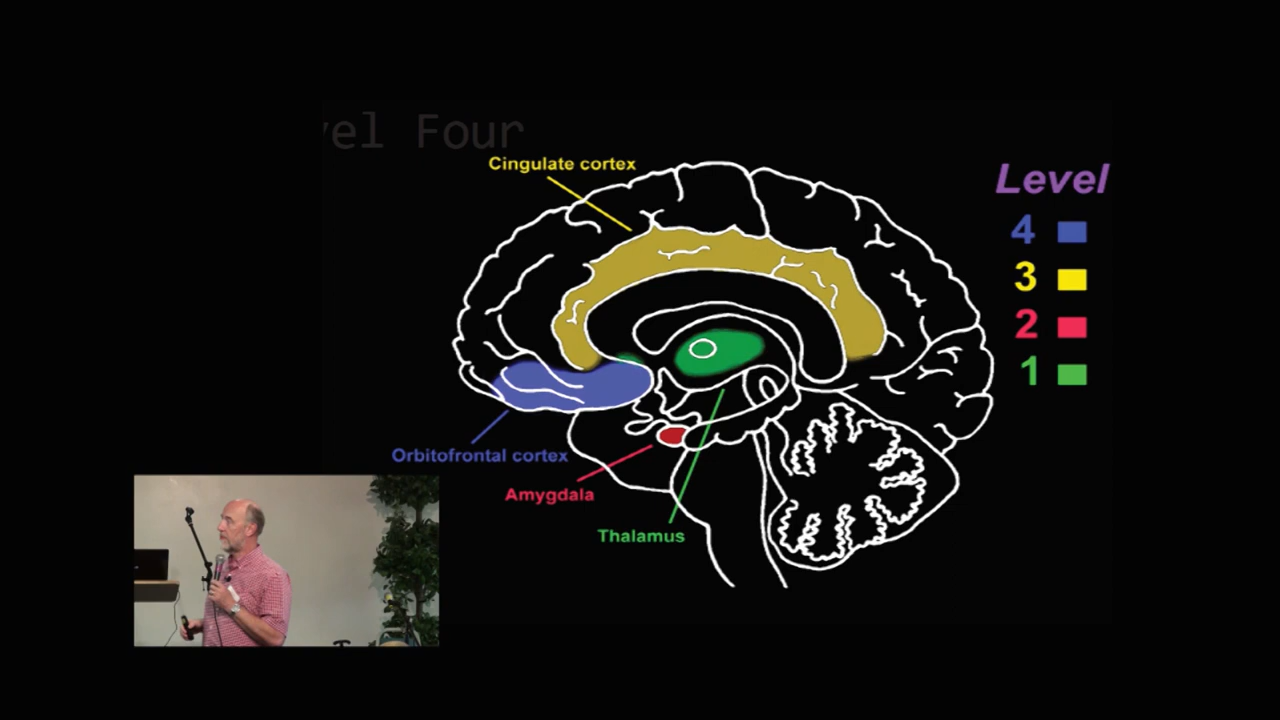 vel Four
Cingulate cortex
Level
4
3
2
1
Orbitofrontal cortex
Amygdala
Thalamus